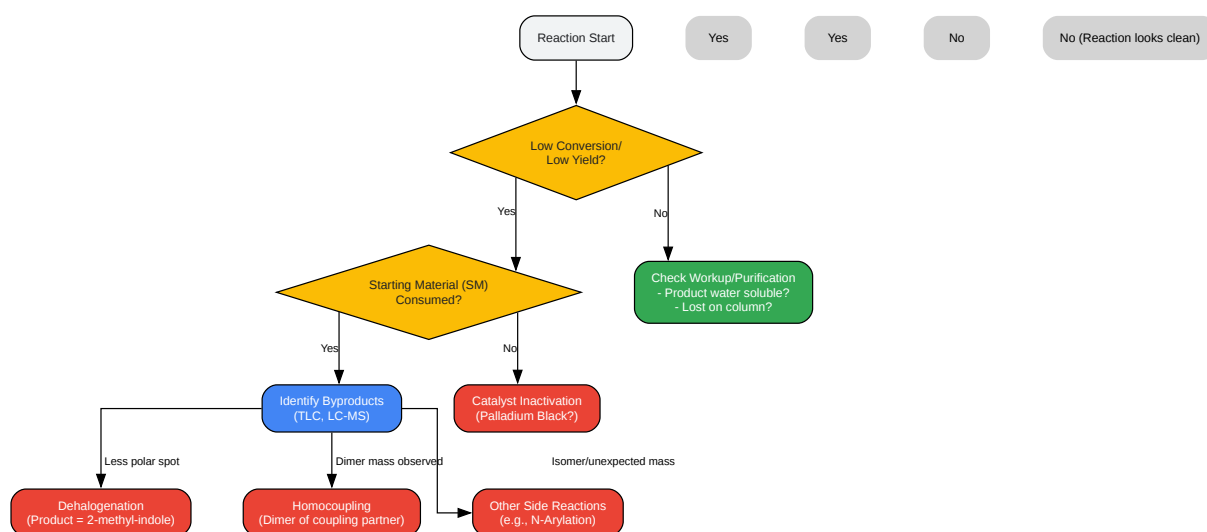 Reaction Start
Yes
Yes
No
No (Reaction looks clean)
Low Conversion/
Low Yield?
Yes
No
Starting Material (SM)
Consumed?
Check Workup/Purification
- Product water soluble?
- Lost on column?
Yes
No
Identify Byproducts
(TLC, LC-MS)
Catalyst Inactivation
(Palladium Black?)
Less polar spot
Dimer mass observed
Isomer/unexpected mass
Dehalogenation
(Product = 2-methyl-indole)
Homocoupling
(Dimer of coupling partner)
Other Side Reactions
(e.g., N-Arylation)